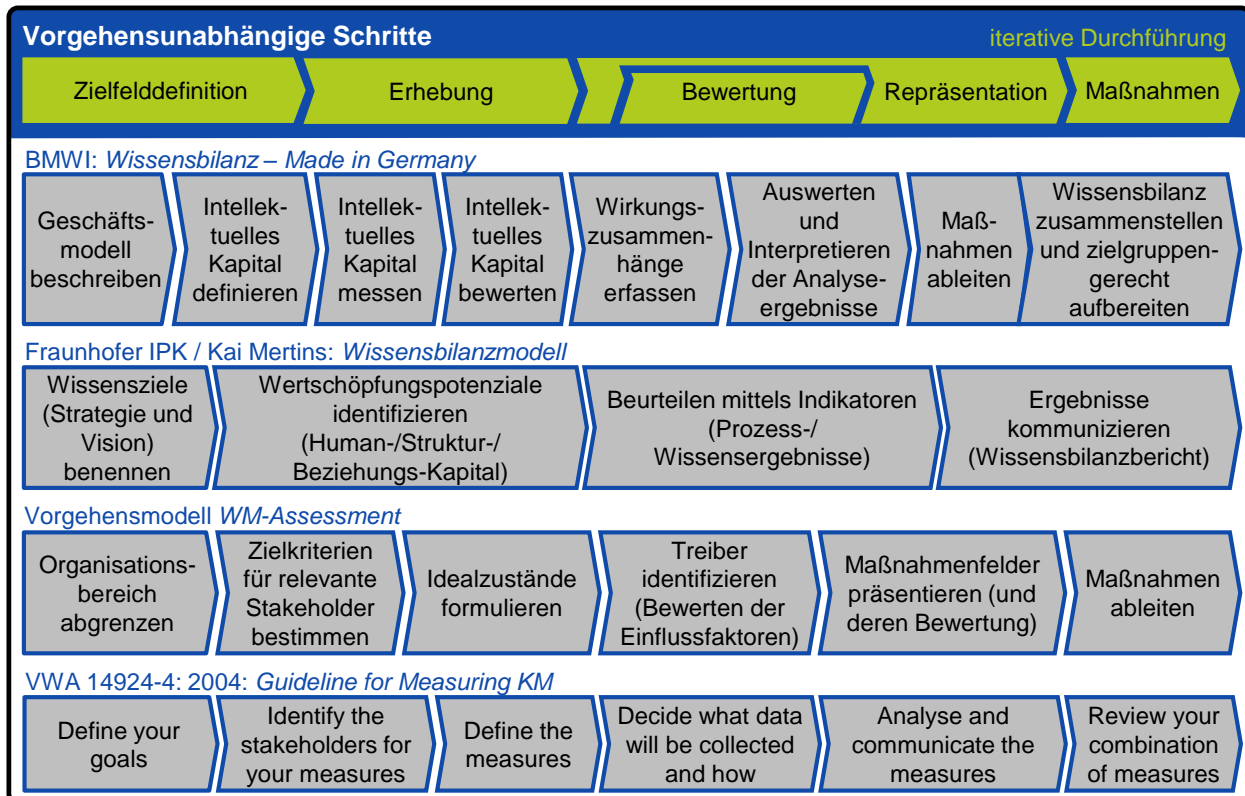 Vorgehensunabhängige Schritte
iterative Durchführung
Zielfelddefinition
Erhebung
Bewertung
Repräsentation
Maßnahmen
BMWI: Wissensbilanz – Made in Germany
Geschäfts-
modell
beschreiben
Intellek-
tuelles
Kapital
definieren
Intellek-
tuelles
Kapital
messen
Intellek-
tuelles
Kapital
bewerten
Wirkungs-
zusammen-
hänge
erfassen
Auswerten
und
Interpretieren
der Analyse-
ergebnisse
Maß-
nahmen
ableiten
Wissensbilanz
zusammenstellen
und zielgruppen-
gerecht
aufbereiten
Fraunhofer IPK / Kai Mertins: Wissensbilanzmodell
Wissensziele
(Strategie und
Vision)
benennen
Wertschöpfungspotenziale
identifizieren
(Human-/Struktur-/
Beziehungs-Kapital)
Beurteilen mittels Indikatoren
(Prozess-/
Wissensergebnisse)
Ergebnisse
kommunizieren
(Wissensbilanzbericht)
Vorgehensmodell WM-Assessment
Organisations-
bereich
abgrenzen
Zielkriterien
für relevante
Stakeholder
bestimmen
Idealzustände
formulieren
Treiber
identifizieren
(Bewerten der
Einflussfaktoren)
Maßnahmenfelder
präsentieren (und
deren Bewertung)
Maßnahmen
ableiten
VWA 14924-4: 2004: Guideline for Measuring KM
Define your
goals
Identify the
stakeholders for
your measures
Define the
measures
Decide what data
will be collected
and how
Analyse and
communicate the
measures
Review your
combination
of measures